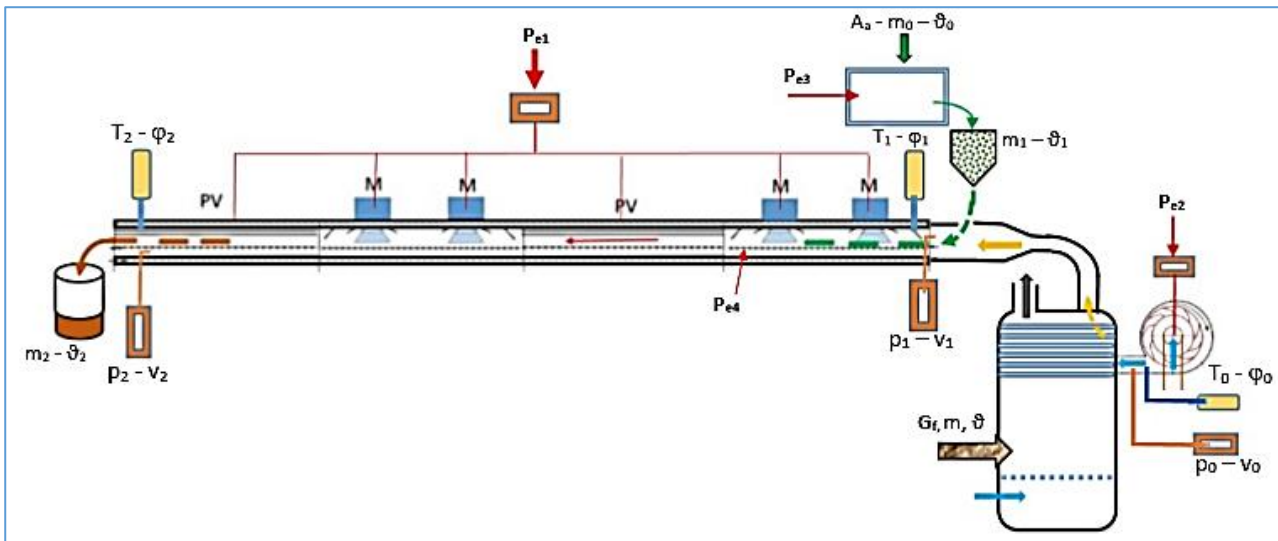 Aₐ - m₀ – ϑ₀
Pₑ₁
Pₑ₃
T₂ - φ₂
T₁ - φ₁
m₁ – ϑ₁
M
M
M
M
PV
PV
Pₑ₂
Pₑ₄
m₂ - ϑ₂
p₂ – v₂
p₁ – v₁
T₀ - φ₀
G_f, m, ϑ
p₀ – v₀